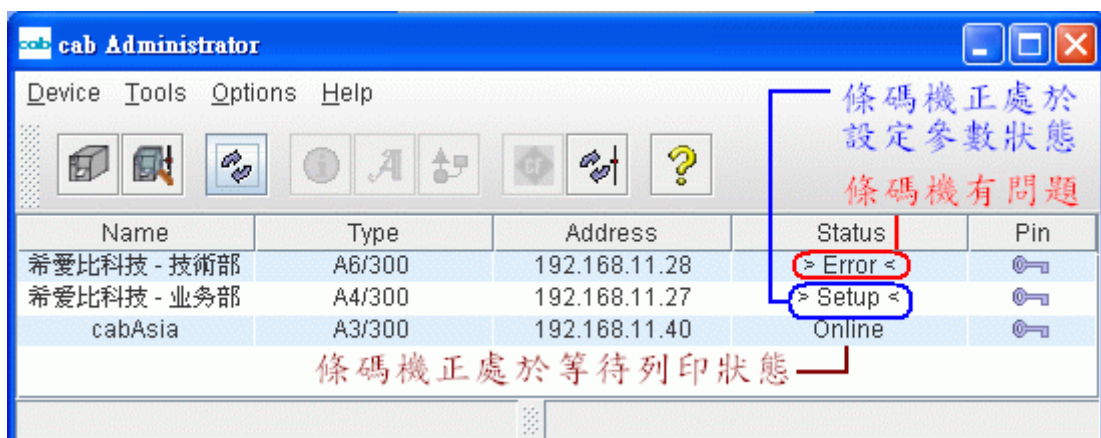 cab cab Administrator
Device Tools Options Help
條碼機正處於
設定參數狀態
條碼機有問題
CF
Name Type Address Status Pin
希愛比科技 - 技術部 A6/300 192.168.11.28 > Error <
希爱比科技 - 业务部 A4/300 192.168.11.27 > Setup <
cabAsia A3/300 192.168.11.40 Online
條碼機正處於等待列印狀態